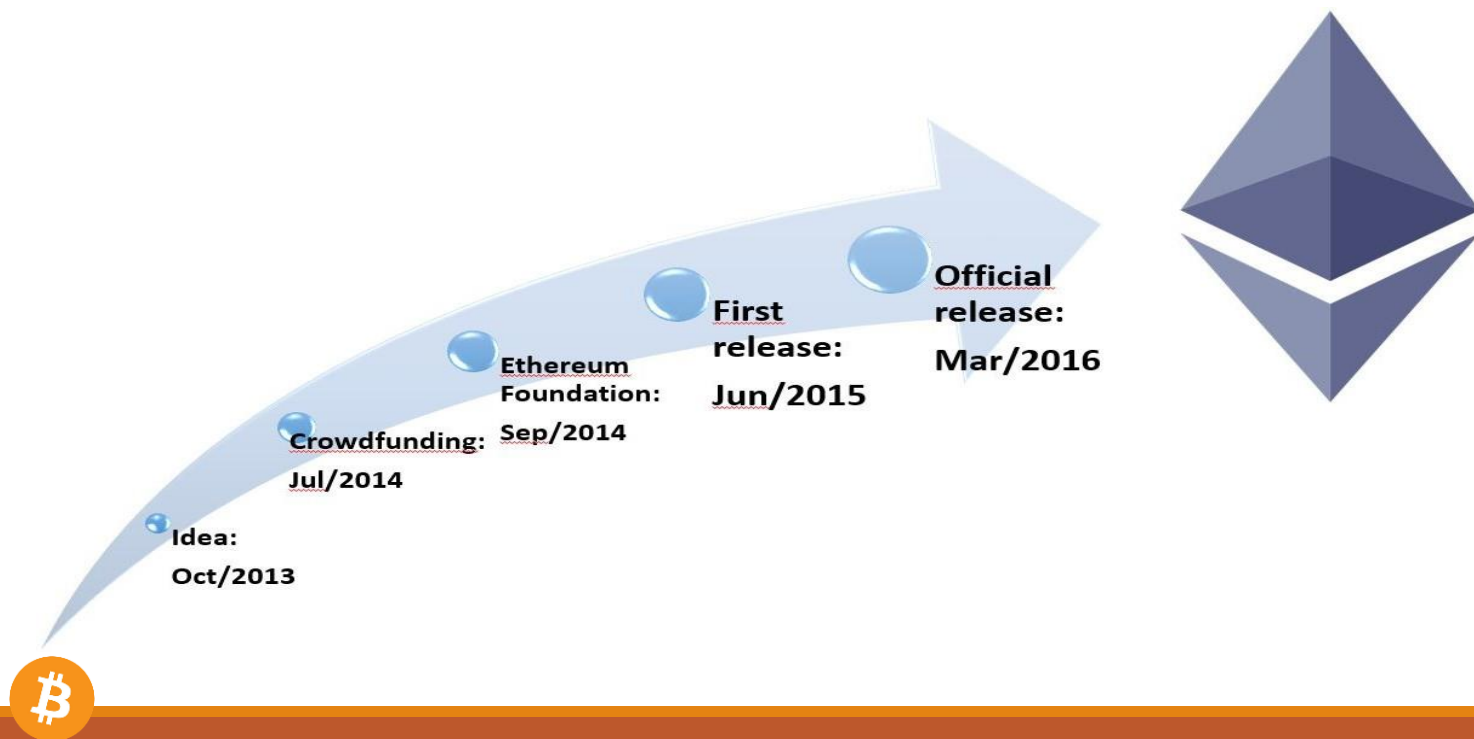 Idea:
Oct/2013
Crowdfunding:
Jul/2014
Ethereum
Foundation:
Sep/2014
First
release:
Jun/2015
Official
release:
Mar/2016